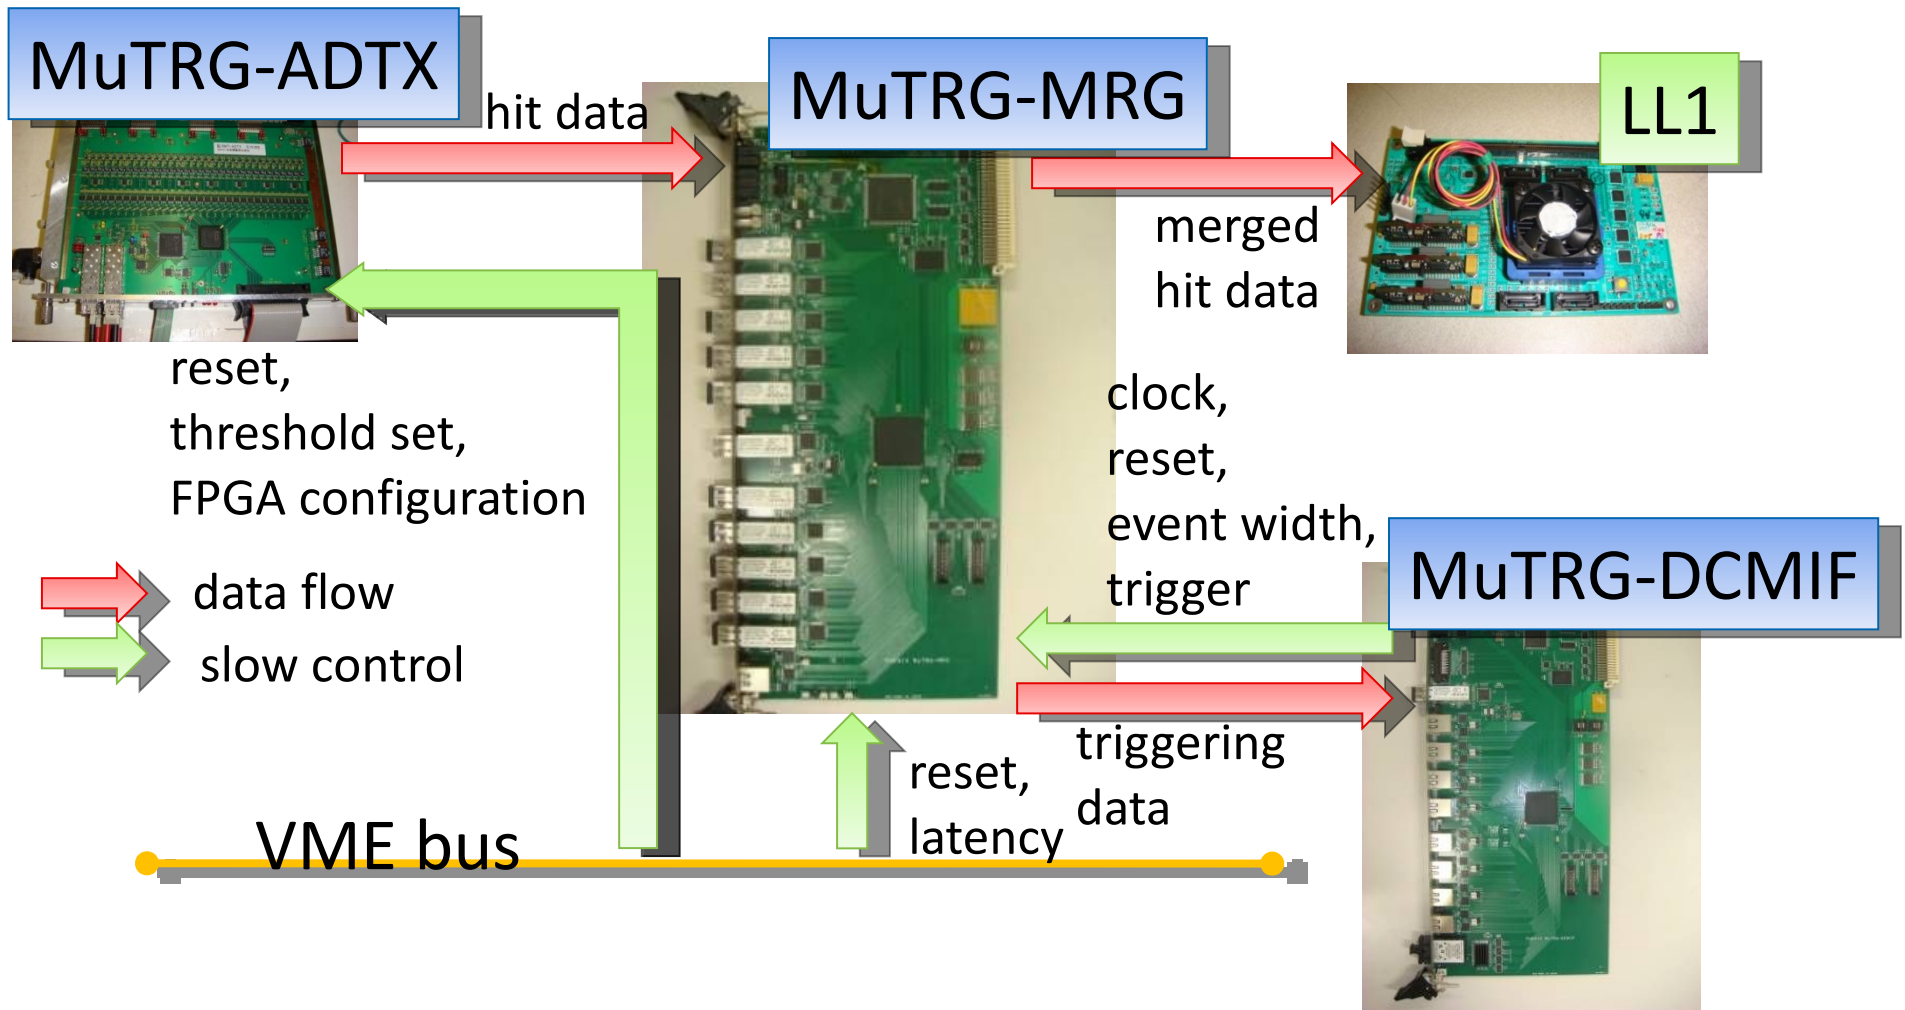 MuTRG-ADTX
hit data
MuTRG-MRG
LL1
merged
hit data
reset,
threshold set,
FPGA configuration
clock,
reset,
event width,
trigger
MuTRG-DCMIF
data flow
slow control
triggering
data
reset,
latency
VME bus